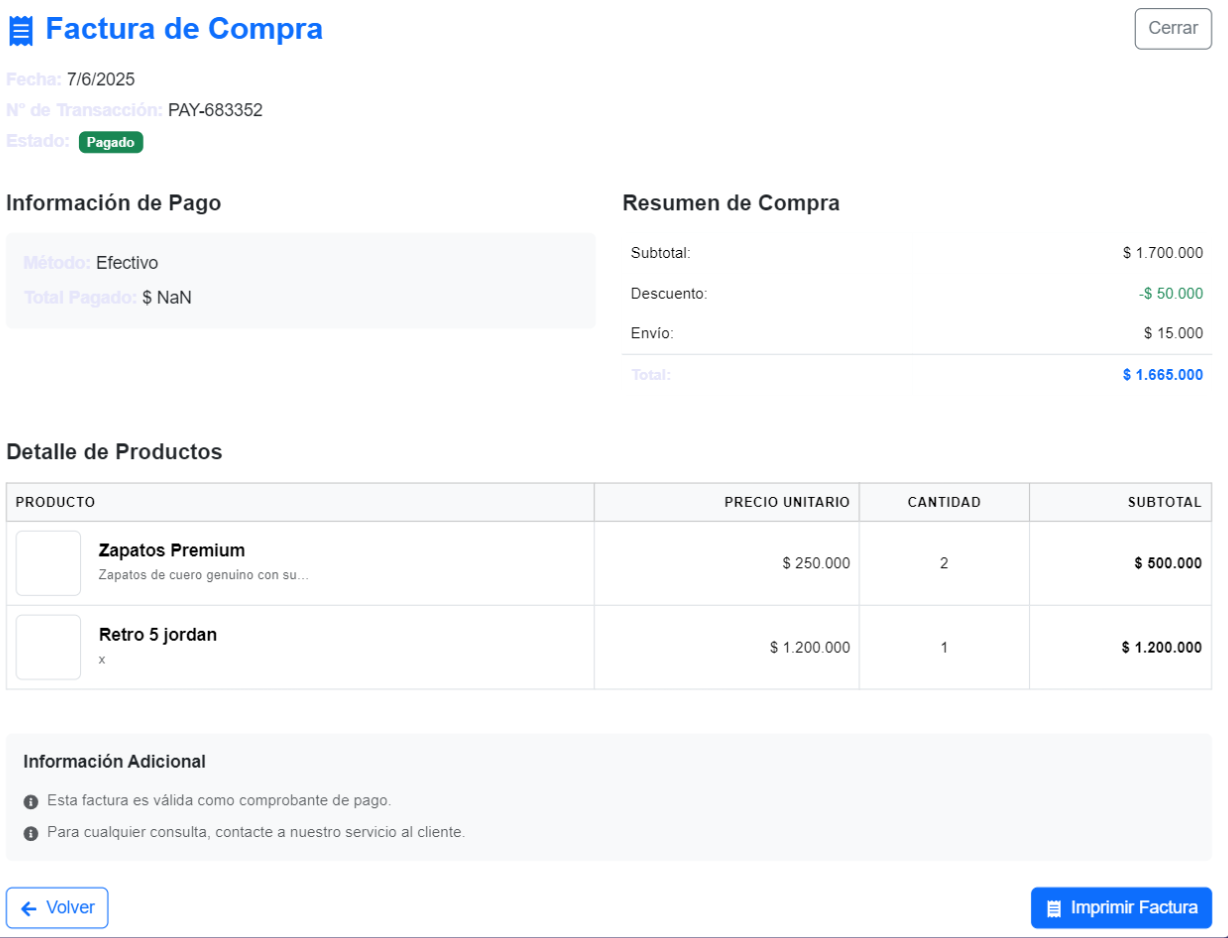 Factura de Compra
Cerrar
Fecha: 7/6/2025
N° de Transacción: PAY-683352
Estado: Pagado
Información de Pago
Método: Efectivo
Total Pagado: $ NaN
Resumen de Compra
Subtotal: $ 1.700.000
Descuento: -$ 50.000
Envío: $ 15.000
Total: $ 1.665.000
Detalle de Productos
PRODUCTO PRECIO UNITARIO CANTIDAD SUBTOTAL
Zapatos Premium
Zapatos de cuero genuino con su...
$ 250.000 2 $ 500.000
Retro 5 jordan
x
$ 1.200.000 1 $ 1.200.000
Información Adicional
Esta factura es válida como comprobante de pago.
Para cualquier consulta, contacte a nuestro servicio al cliente.
Volver
Imprimir Factura